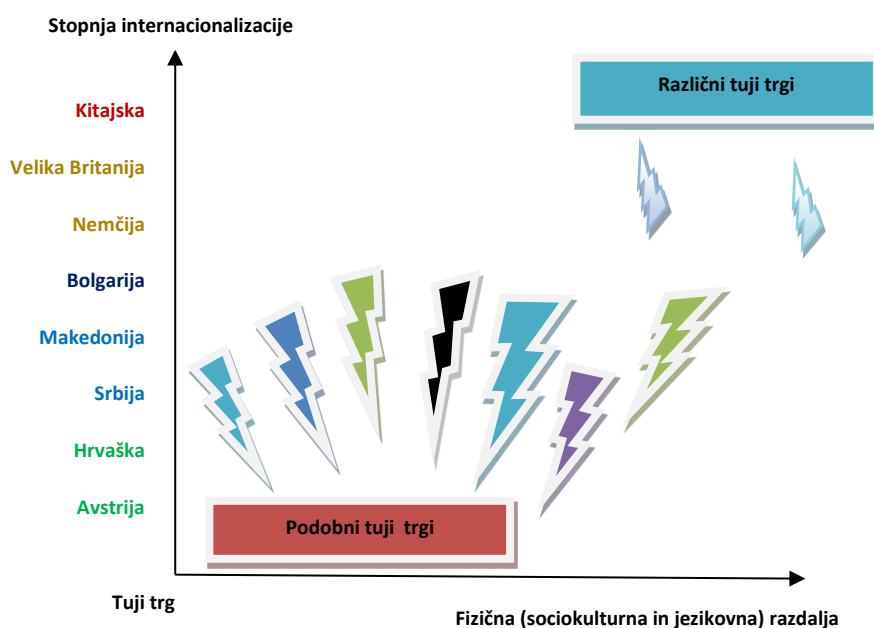 Stopnja internacionalizacije
Različni tuji trgi
Kitajska
Velika Britanija
Nemčija
Bolgarija
Makedonija
Srbija
Hrvaška
Avstrija
Podobni tuji trgi
Tuji trg
Fizična (sociokulturna in jezikovna) razdalja